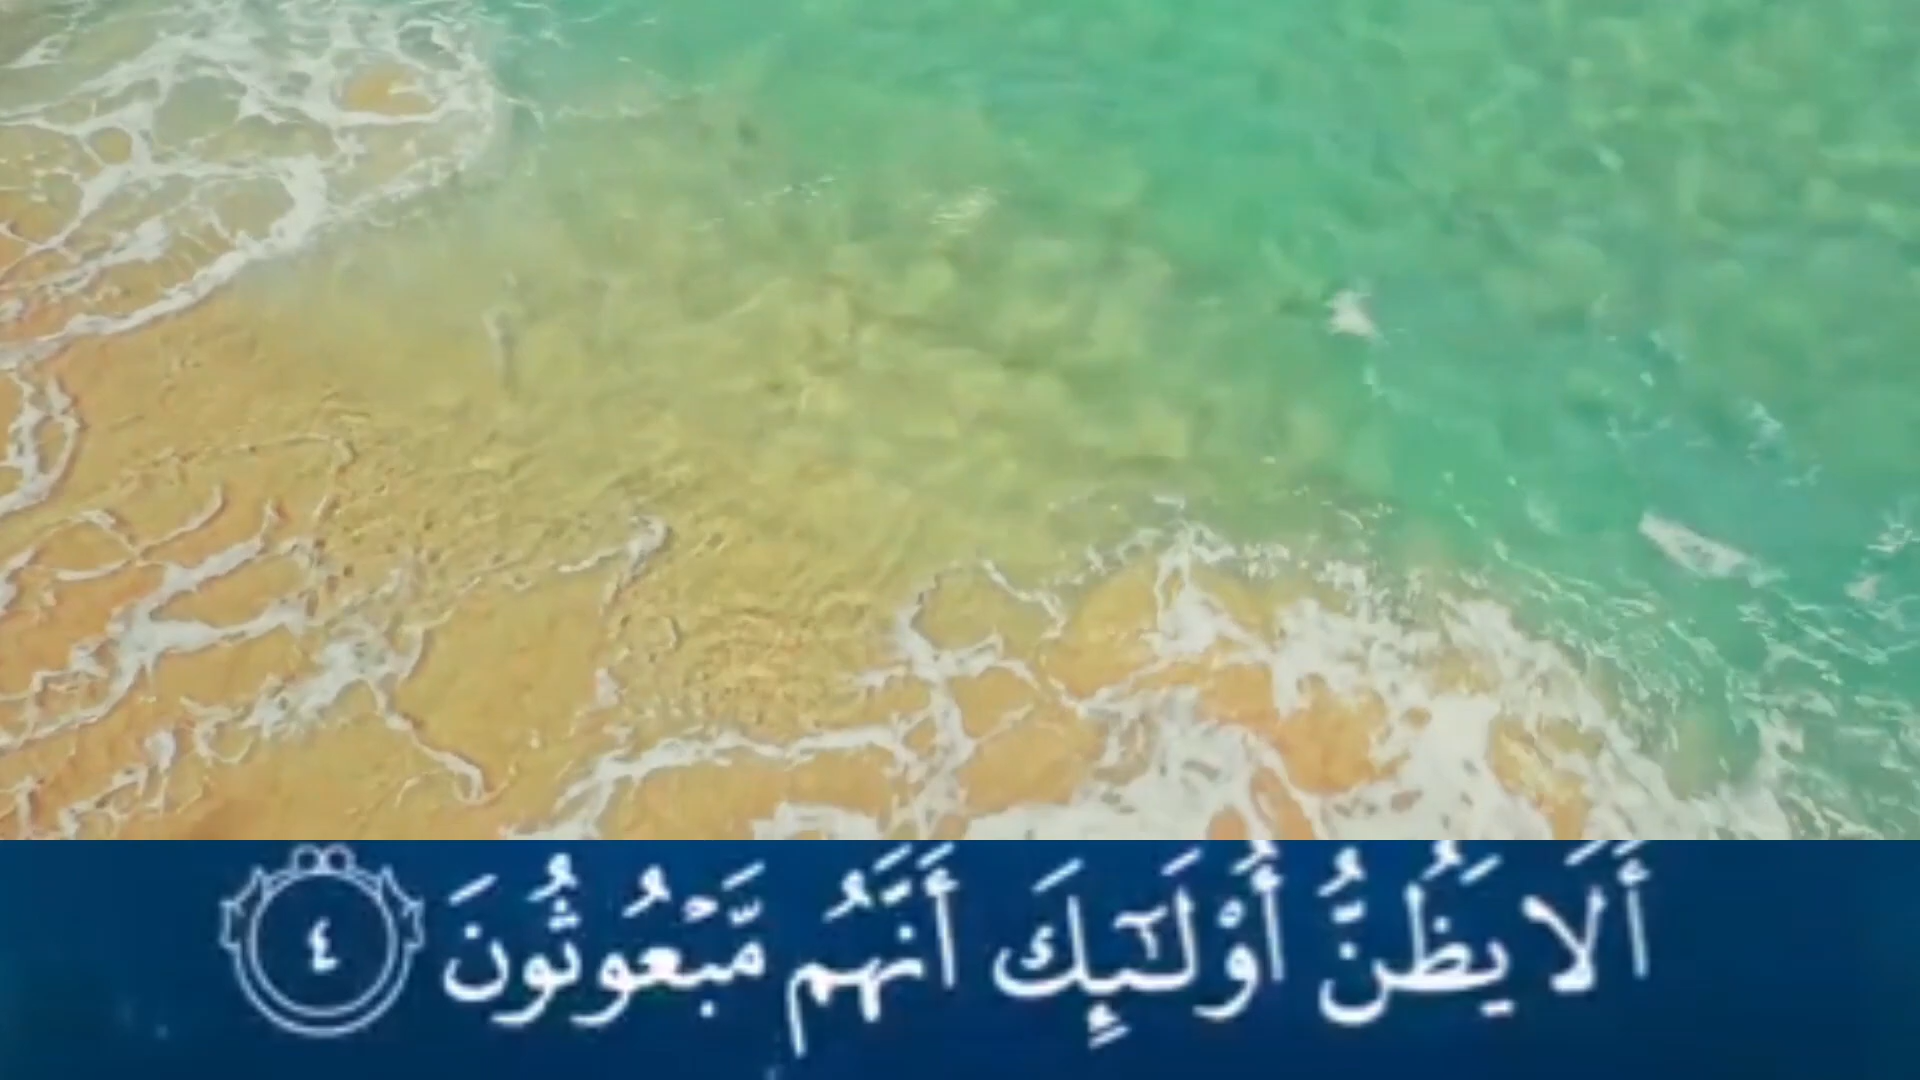 أَلَا يَظُنُّ أُو۟لَـٰٓئِكَ أَنَّهُم مَّبْعُوثُونَ ٤